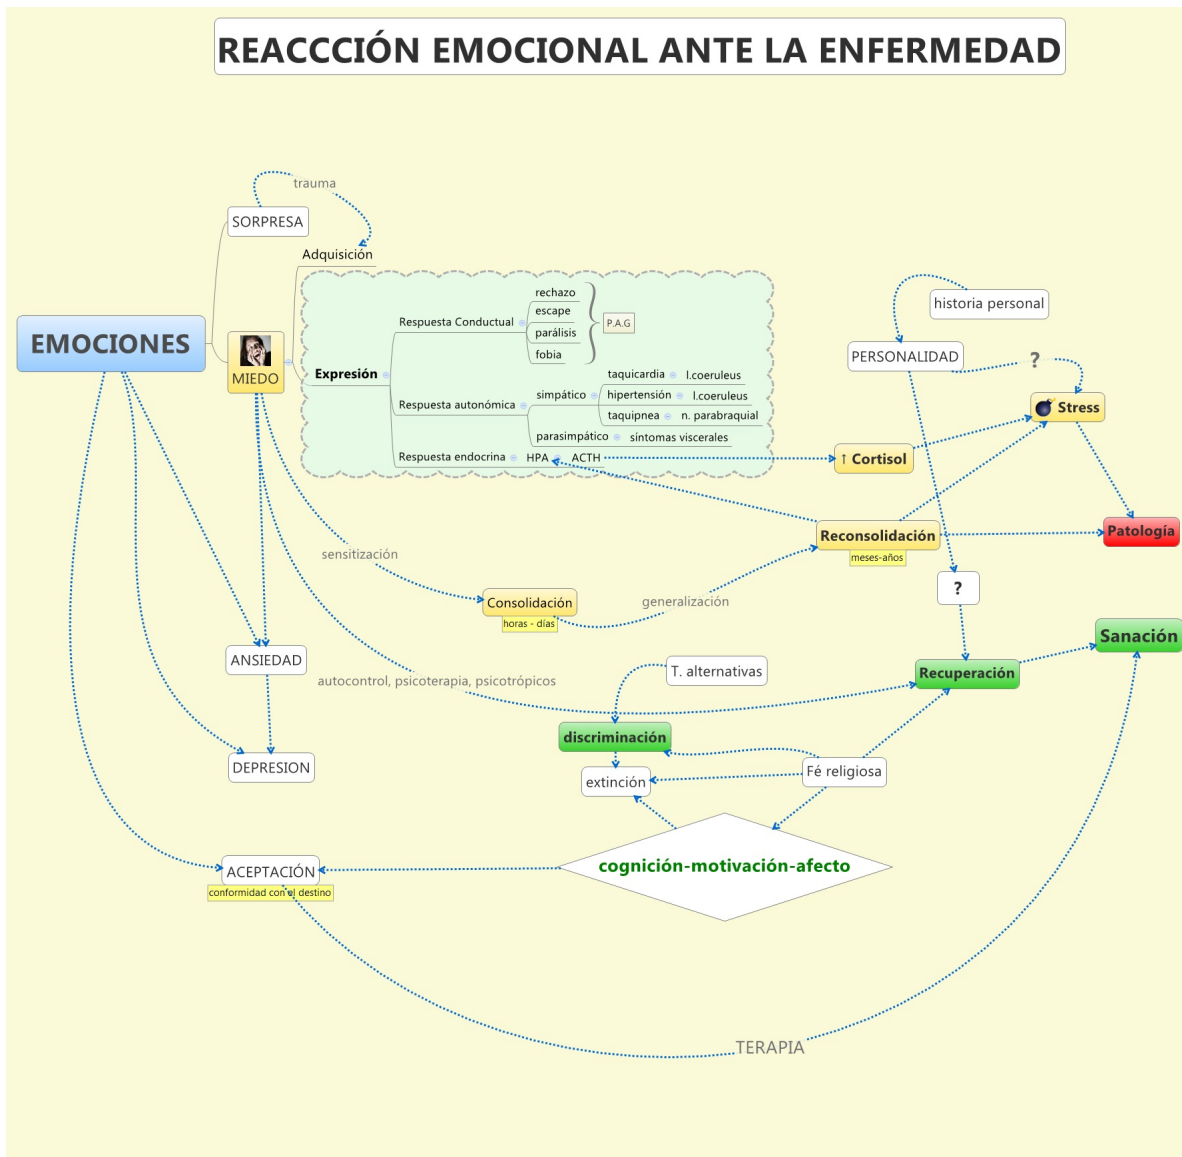 REACCCIÓN EMOCIONAL ANTE LA ENFERMEDAD
trauma
SORPRESA
Adquisición
EMOCIONES
MIEDO
Expresión
Respuesta Conductual
rechazo
escape
parálisis
fobia
P.A.G
Respuesta autonómica
simpático
taquicardia
l.coeruleus
hipertensión
l.coeruleus
taquipnea
n. parabraquial
parasimpático
síntomas viscerales
Respuesta endocrina
HPA
ACTH
historia personal
PERSONALIDAD
?
Stress
↑ Cortisol
Reconsolidación
meses-años
Patología
sensitización
Consolidación
horas - días
generalización
?
Sanación
ANSIEDAD
autocontrol, psicoterapia, psicotrópicos
T. alternativas
Recuperación
discriminación
DEPRESION
extinción
Fé religiosa
cognición-motivación-afecto
ACEPTACIÓN
conformidad con el destino
TERAPIA